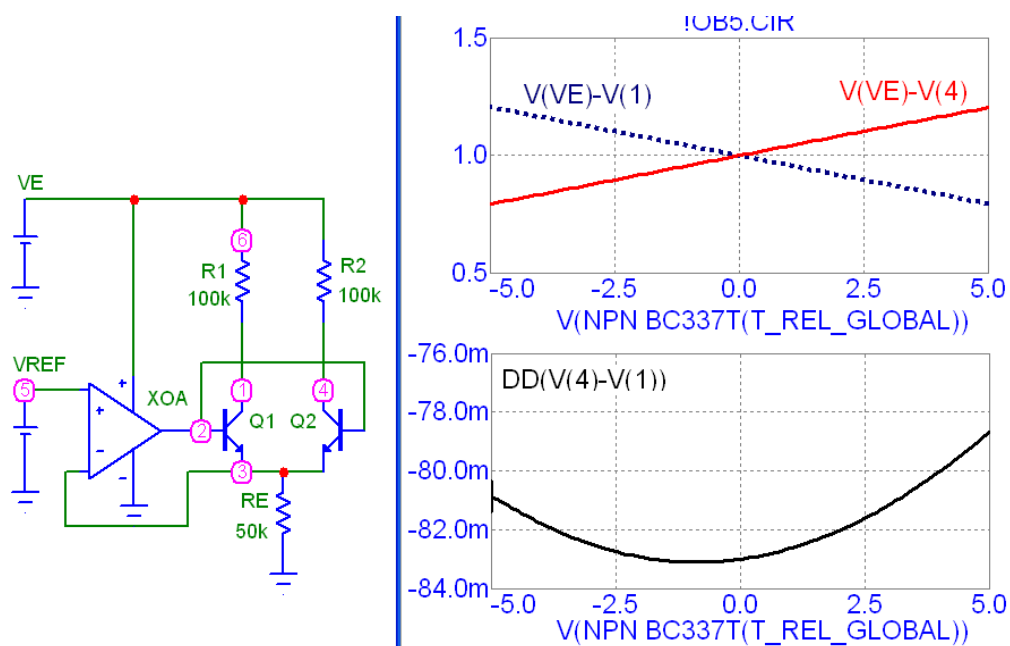 VE
6
R1
100k
R2
100k
VREF
5
XOA
+
+
-
-
2
1
Q1
Q2
4
3
RE
50k
!OB5.CIR
1.5
V(VE)-V(1)
V(VE)-V(4)
1.0
0.5
-5.0 -2.5 0.0 2.5 5.0
V(NPN BC337T(T_REL_GLOBAL))
-76.0m
DD(V(4)-V(1))
-78.0m
-80.0m
-82.0m
-84.0m
-5.0 -2.5 0.0 2.5 5.0
V(NPN BC337T(T_REL_GLOBAL))